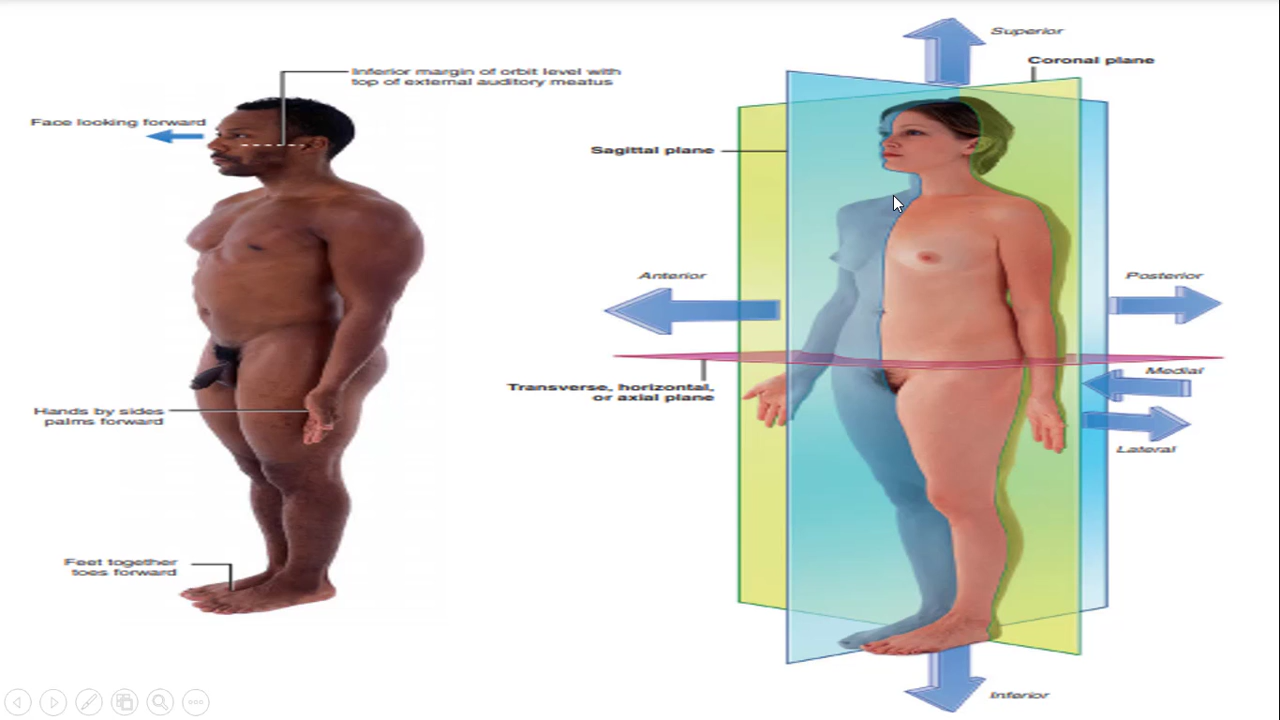 Inferior margin of orbit level with
top of external auditory meatus
Face looking forward
Hands by sides
palms forward
Feet together
toes forward
Superior
Coronal plane
Sagittal plane
Anterior
Posterior
Transverse, horizontal,
or axial plane
Medial
Lateral
Inferior